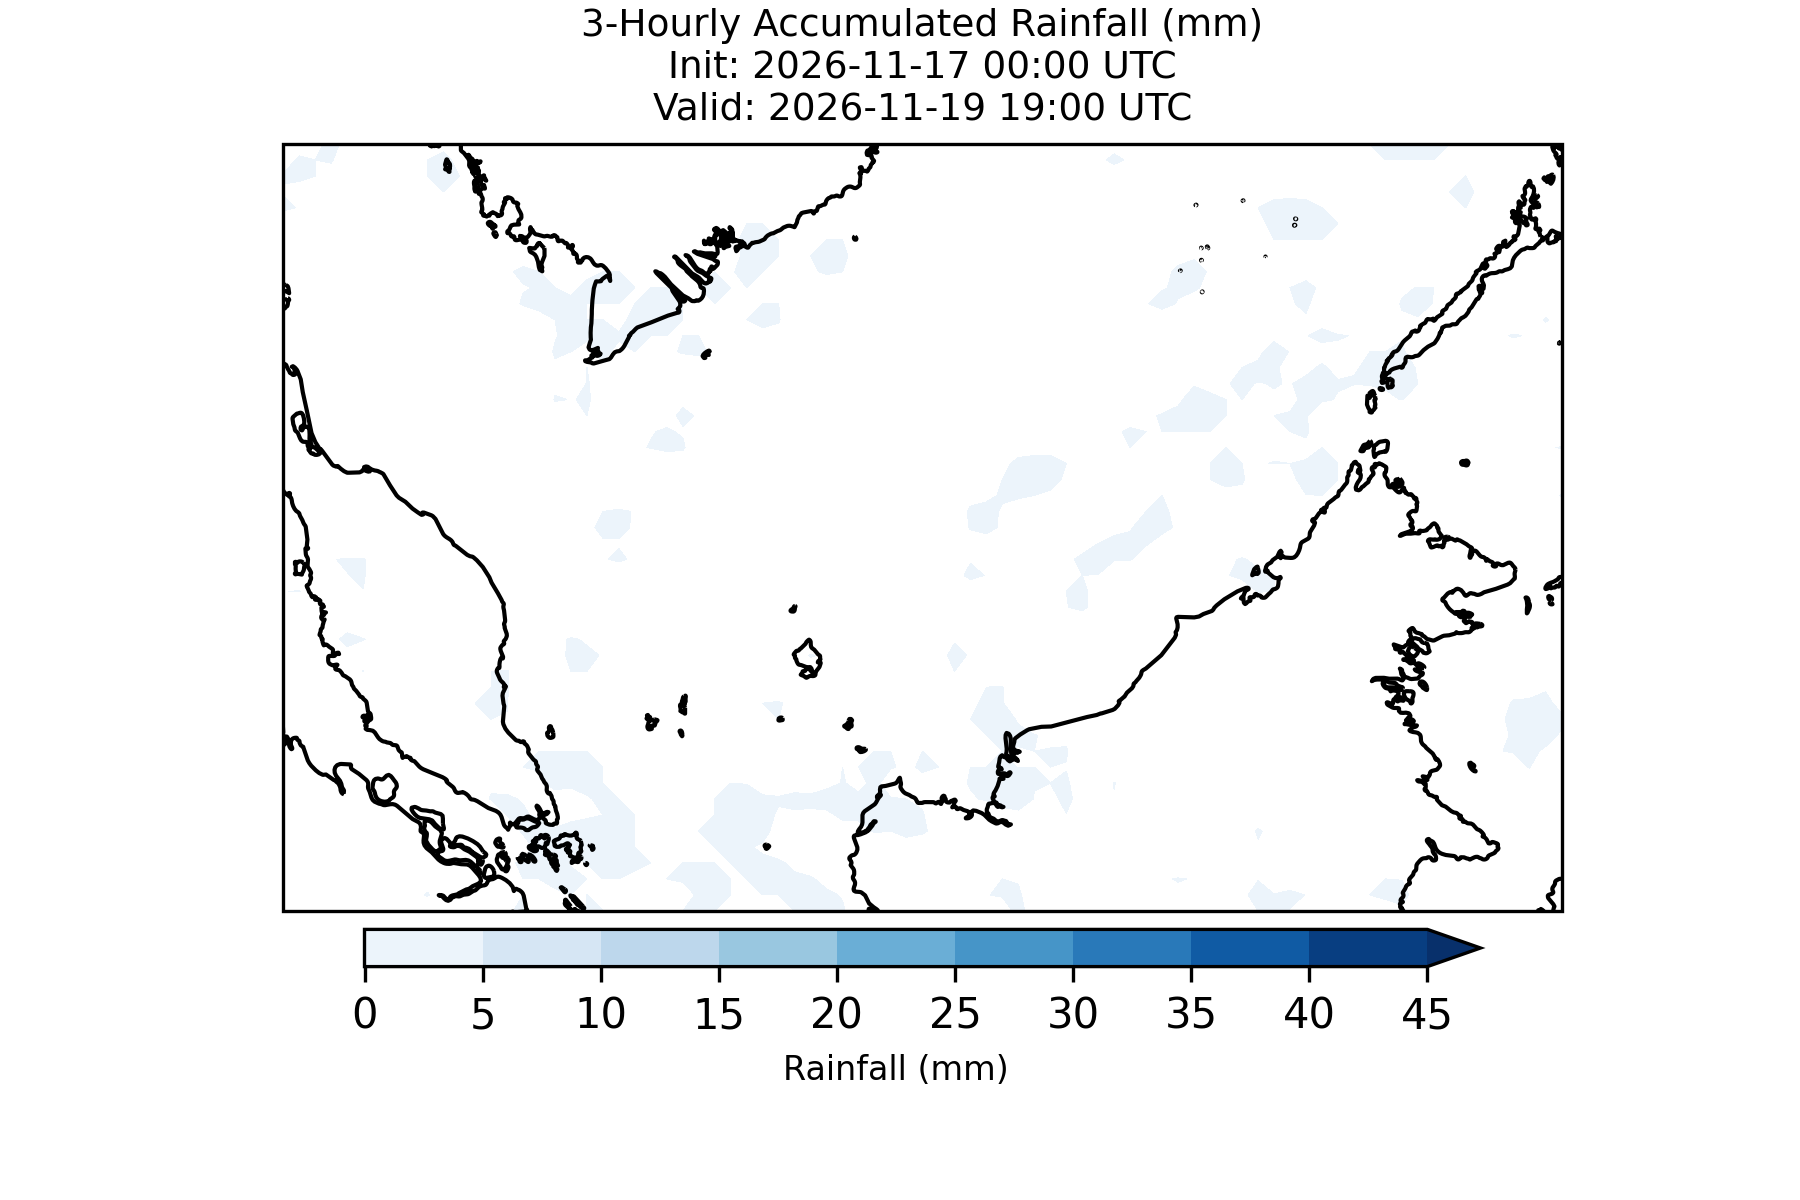 3-Hourly Accumulated Rainfall (mm)
Init: 2026-11-17 00:00 UTC
Valid: 2026-11-19 19:00 UTC
0 5 10 15 20 25 30 35 40 45
Rainfall (mm)